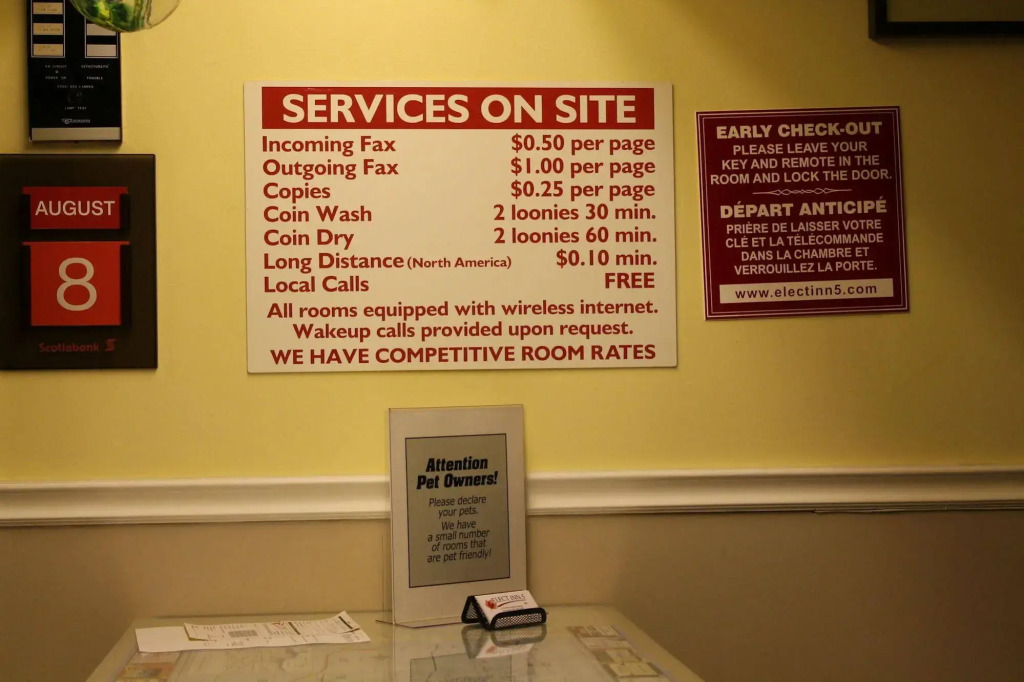 AUGUST
8
Scotiabank
SERVICES ON SITE
Incoming Fax $0.50 per page
Outgoing Fax $1.00 per page
Copies $0.25 per page
Coin Wash 2 loonies 30 min.
Coin Dry 2 loonies 60 min.
Long Distance (North America) $0.10 min.
Local Calls FREE
All rooms equipped with wireless internet.
Wakeup calls provided upon request.
WE HAVE COMPETITIVE ROOM RATES
EARLY CHECK-OUT
PLEASE LEAVE YOUR
KEY AND REMOTE IN THE
ROOM AND LOCK THE DOOR.
DÉPART ANTICIPÉ
PRIÈRE DE LAISSER VOTRE
CLÉ ET LA TÉLÉCOMMANDE
DANS LA CHAMBRE ET
VERROUILLEZ LA PORTE.
www.electinn5.com
Attention
Pet Owners!
Please declare
your pets.
We have
a small number
of rooms that
are pet friendly!
ELECT INN 5